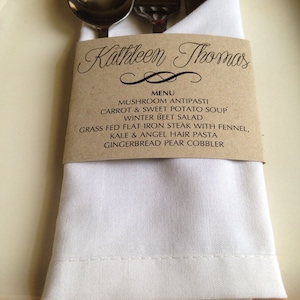 Kathleen Thomas
MENU
MUSHROOM ANTIPASTI
CARROT & SWEET POTATO SOUP
WINTER BEET SALAD
GRASS FED FLAT IRON STEAK WITH FENNEL,
KALE & ANGEL HAIR PASTA
GINGERBREAD PEAR COBBLER